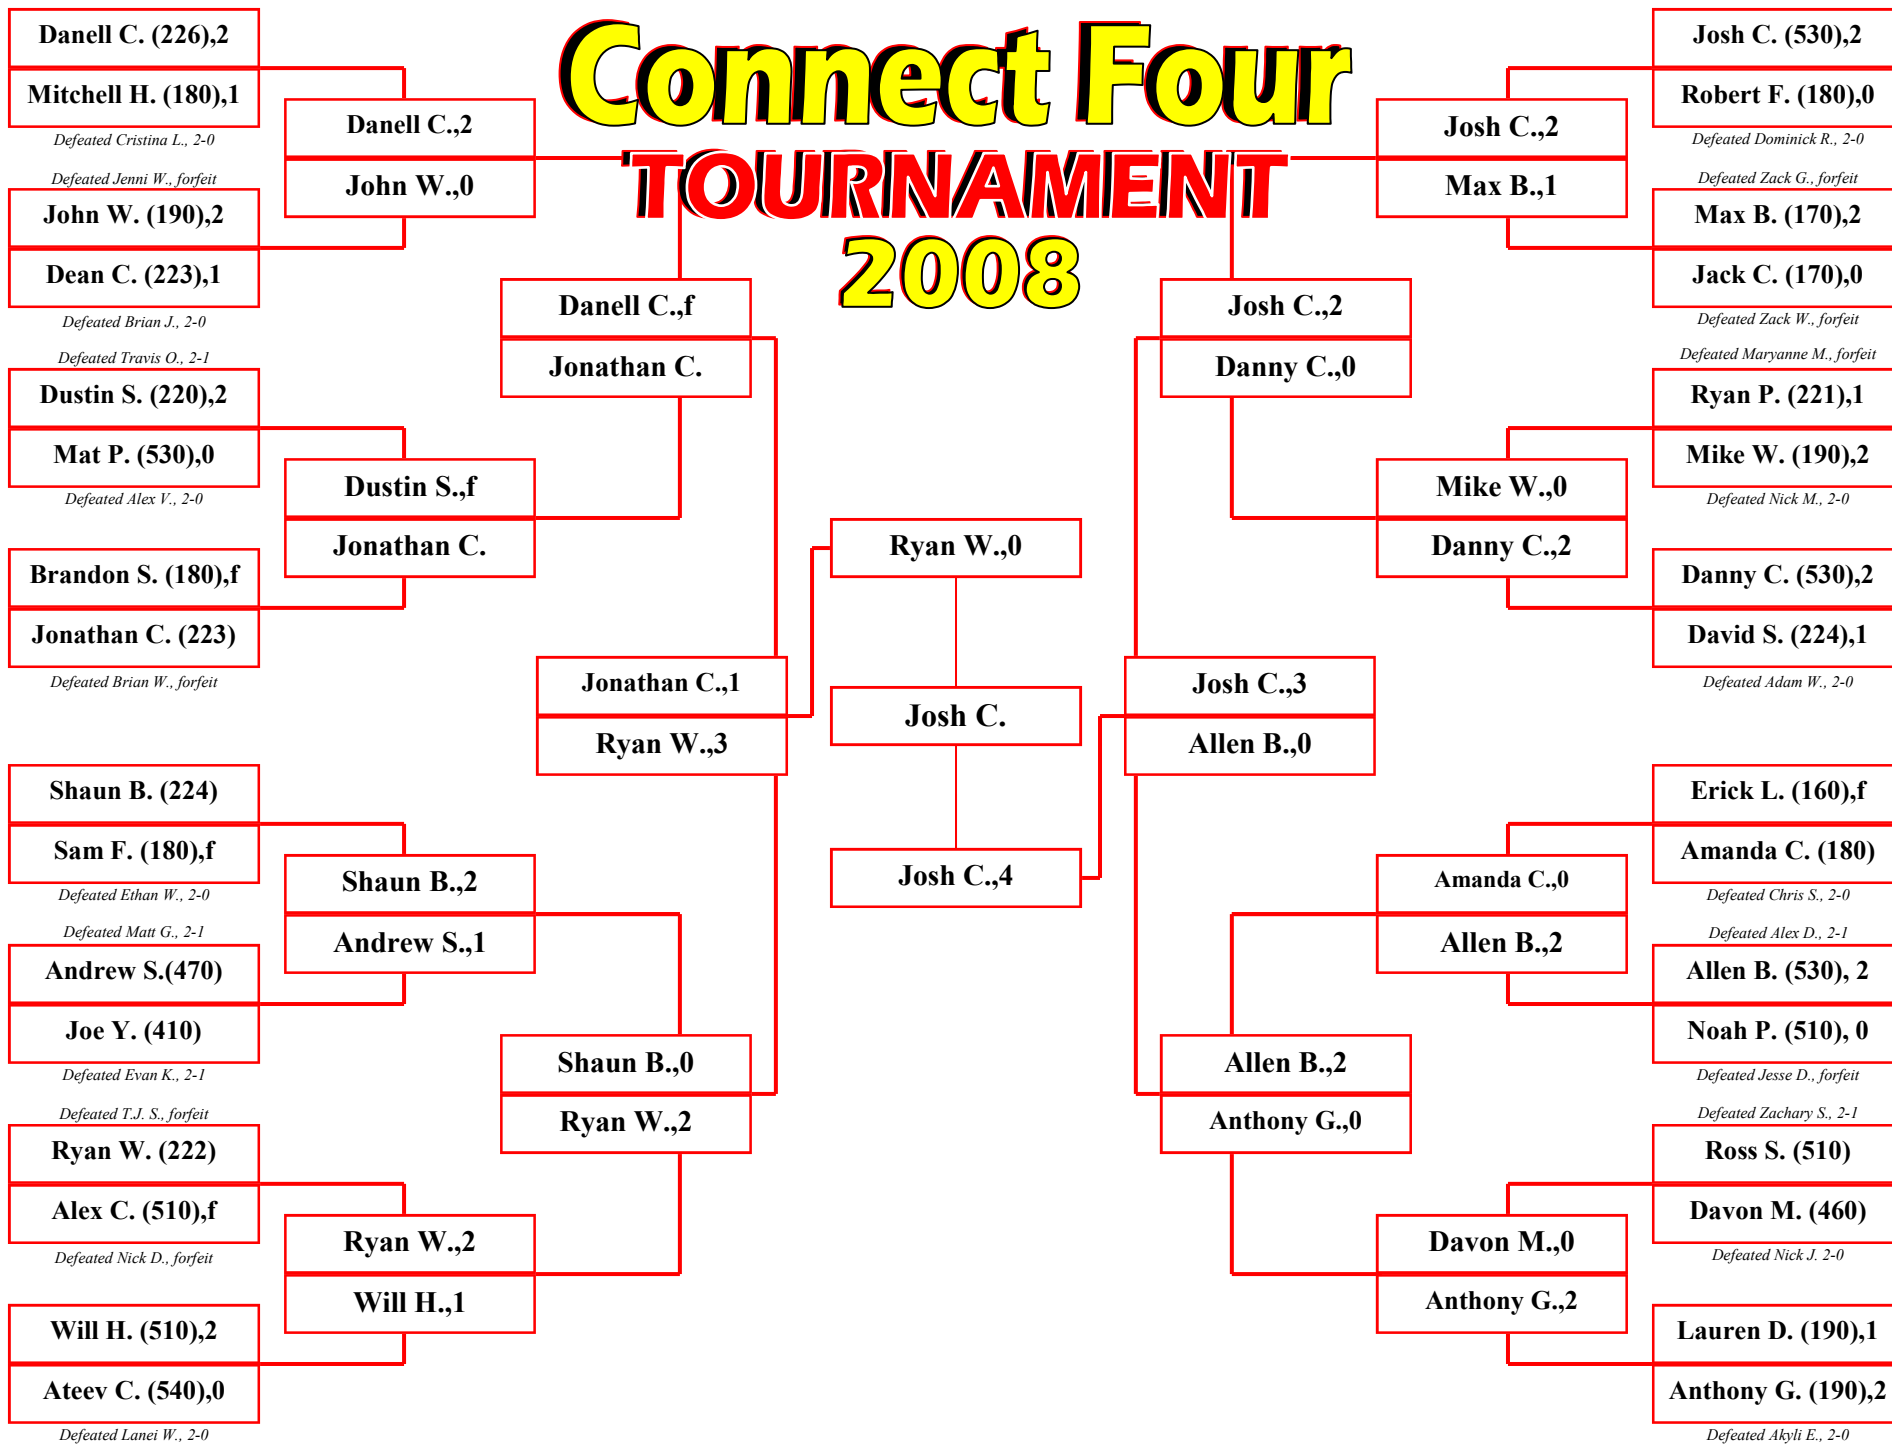 Connect Four
TOURNAMENT
2008
Danell C. (226),2
Mitchell H. (180),1
Defeated Cristina L., 2-0
Defeated Jenni W., forfeit
John W. (190),2
Dean C. (223),1
Defeated Brian J., 2-0
Defeated Travis O., 2-1
Dustin S. (220),2
Mat P. (530),0
Defeated Alex V., 2-0
Brandon S. (180),f
Jonathan C. (223)
Defeated Brian W., forfeit
Shaun B. (224)
Sam F. (180),f
Defeated Ethan W., 2-0
Defeated Matt G., 2-1
Andrew S.(470)
Joe Y. (410)
Defeated Evan K., 2-1
Defeated T.J. S., forfeit
Ryan W. (222)
Alex C. (510),f
Defeated Nick D., forfeit
Will H. (510),2
Ateev C. (540),0
Defeated Lanei W., 2-0
Danell C.,2
John W.,0
Dustin S.,f
Jonathan C.
Shaun B.,2
Andrew S.,1
Ryan W.,2
Will H.,1
Danell C.,f
Jonathan C.
Shaun B.,0
Ryan W.,2
Jonathan C.,1
Ryan W.,3
Ryan W.,0
Josh C.
Josh C.,4
Josh C.,3
Allen B.,0
Josh C.,2
Danny C.,0
Allen B.,2
Anthony G.,0
Josh C.,2
Max B.,1
Mike W.,0
Danny C.,2
Amanda C.,0
Allen B.,2
Davon M.,0
Anthony G.,2
Josh C. (530),2
Robert F. (180),0
Defeated Dominick R., 2-0
Defeated Zack G., forfeit
Max B. (170),2
Jack C. (170),0
Defeated Zack W., forfeit
Defeated Maryanne M., forfeit
Ryan P. (221),1
Mike W. (190),2
Defeated Nick M., 2-0
Danny C. (530),2
David S. (224),1
Defeated Adam W., 2-0
Erick L. (160),f
Amanda C. (180)
Defeated Chris S., 2-0
Defeated Alex D., 2-1
Allen B. (530), 2
Noah P. (510), 0
Defeated Jesse D., forfeit
Defeated Zachary S., 2-1
Ross S. (510)
Davon M. (460)
Defeated Nick J. 2-0
Lauren D. (190),1
Anthony G. (190),2
Defeated Akyli E., 2-0